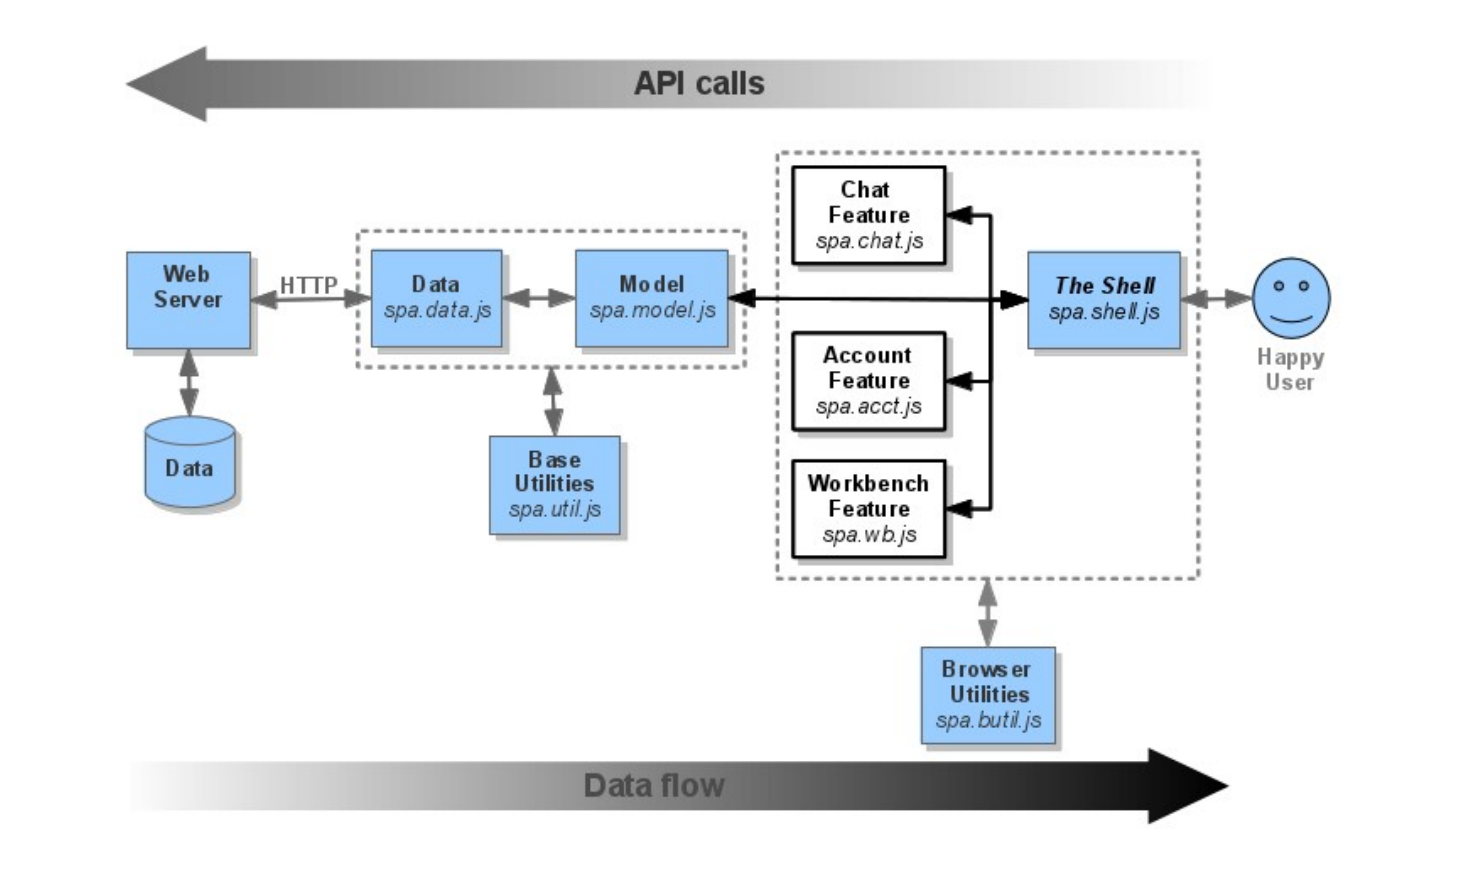 API calls
Chat
Feature
spa.chat.js
Web
Server
HTTP
Data
spa.data.js
Model
spa.model.js
The Shell
spa.shell.js
Happy
User
Account
Feature
spa.acct.js
Data
Base
Utilities
spa.util.js
Workbench
Feature
spa.wb.js
Browser
Utilities
spa.butil.js
Data flow